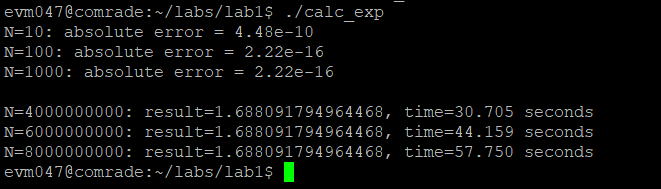 evm047@comrade:~/labs/lab1$ ./calc_exp
N=10: absolute error = 4.48e-10
N=100: absolute error = 2.22e-16
N=1000: absolute error = 2.22e-16
N=4000000000: result=1.688091794964468, time=30.705 seconds
N=6000000000: result=1.688091794964468, time=44.159 seconds
N=8000000000: result=1.688091794964468, time=57.750 seconds
evm047@comrade:~/labs/lab1$